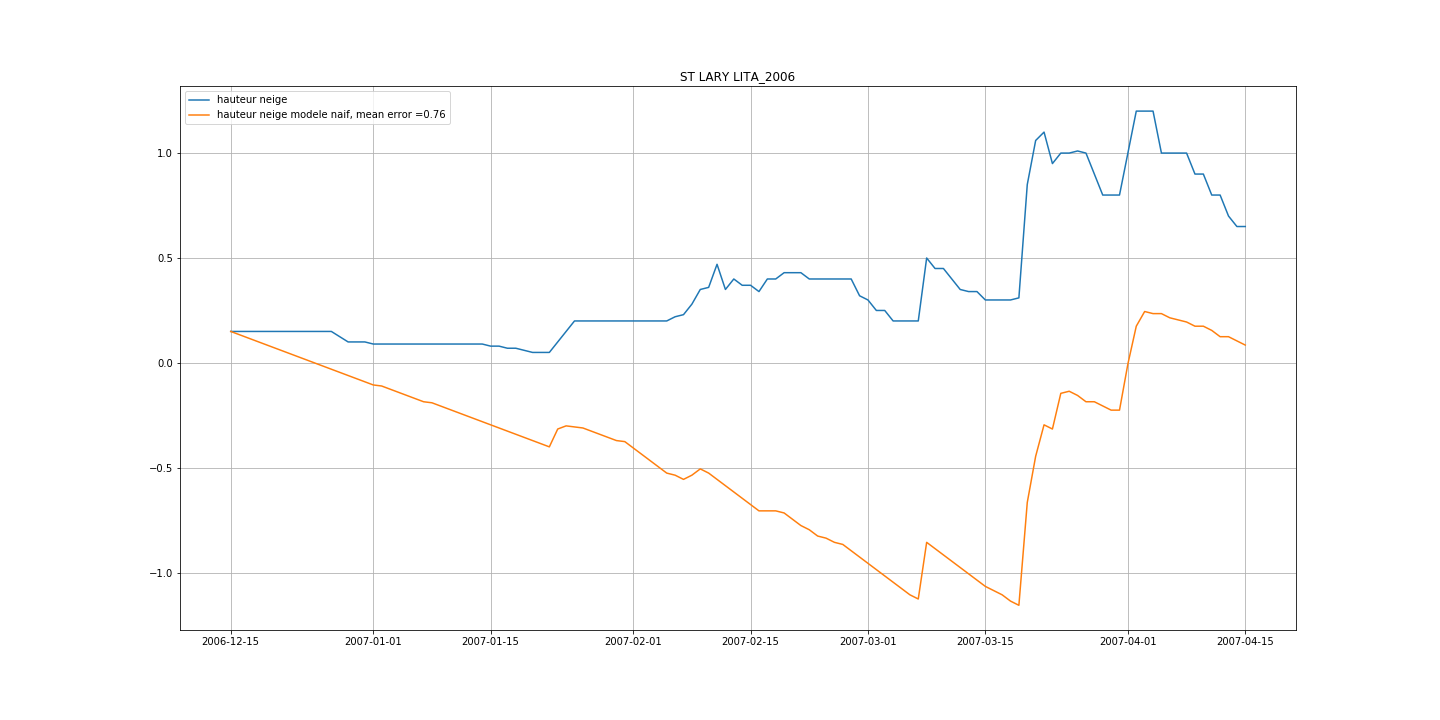 ST LARY LITA_2006
hauteur neige
hauteur neige modele naif, mean error =0.76
1.0
0.5
0.0
−0.5
−1.0
2006-12-15 2007-01-01 2007-01-15 2007-02-01 2007-02-15 2007-03-01 2007-03-15 2007-04-01 2007-04-15